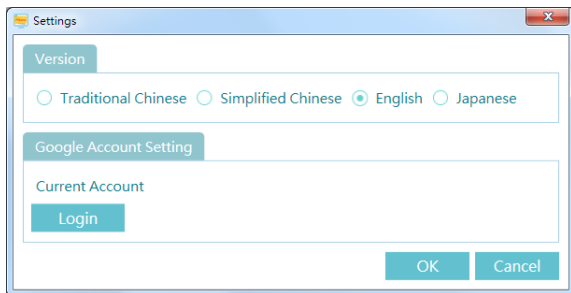 Settings
Version
Traditional Chinese Simplified Chinese English Japanese
Google Account Setting
Current Account
Login
OK Cancel